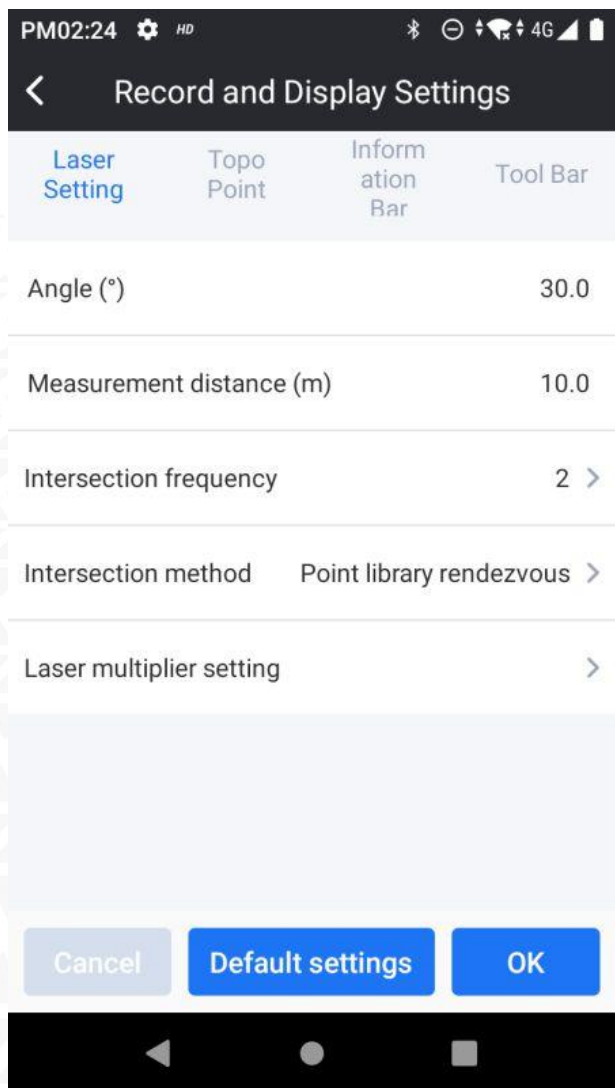 PM02:24 HD 4G
Record and Display Settings
Laser
Setting
Topo
Point
Inform
ation
Bar
Tool Bar
Angle (°) 30.0
Measurement distance (m) 10.0
Intersection frequency 2
Intersection method Point library rendezvous
Laser multiplier setting
Cancel Default settings OK